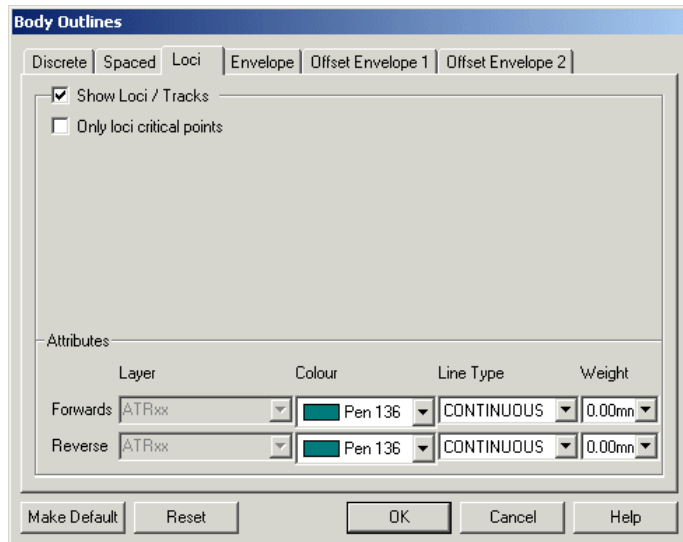 Body Outlines
Discrete Spaced Loci Envelope Offset Envelope 1 Offset Envelope 2
Show Loci / Tracks
Only loci critical points
Attributes
Layer Colour Line Type Weight
Forwards ATRxx Pen 136 CONTINUOUS 0.00mn
Reverse ATRxx Pen 136 CONTINUOUS 0.00mn
Make Default Reset OK Cancel Help